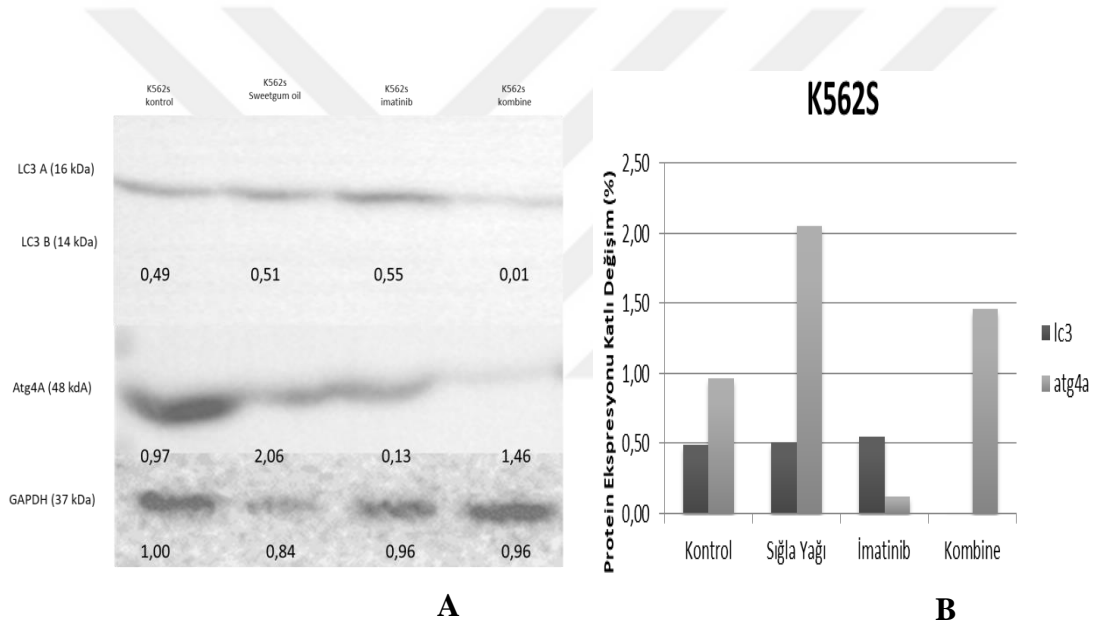 K562s
kontrol
K562s
Sweetgum oil
K562s
imatinib
K562s
kombine
LC3 A (16 kDa)
LC3 B (14 kDa)
0,49 0,51 0,55 0,01
Atg4A (48 kdA)
0,97 2,06 0,13 1,46
GAPDH (37 kDa)
1,00 0,84 0,96 0,96
A
K562S
Protein Ekspresyonu Katlı Değişim (%)
2,50
2,00
1,50
1,00
0,50
0,00
Kontrol Sığla Yağı İmatinib Kombine
lc3
atg4a
B